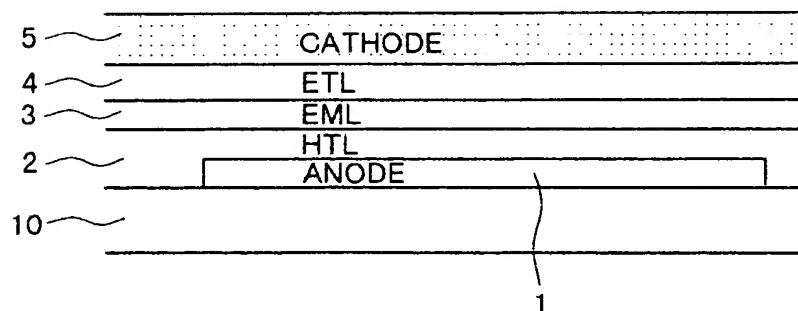 5 CATHODE
4 ETL
3 EML
2 HTL
ANODE
10
1